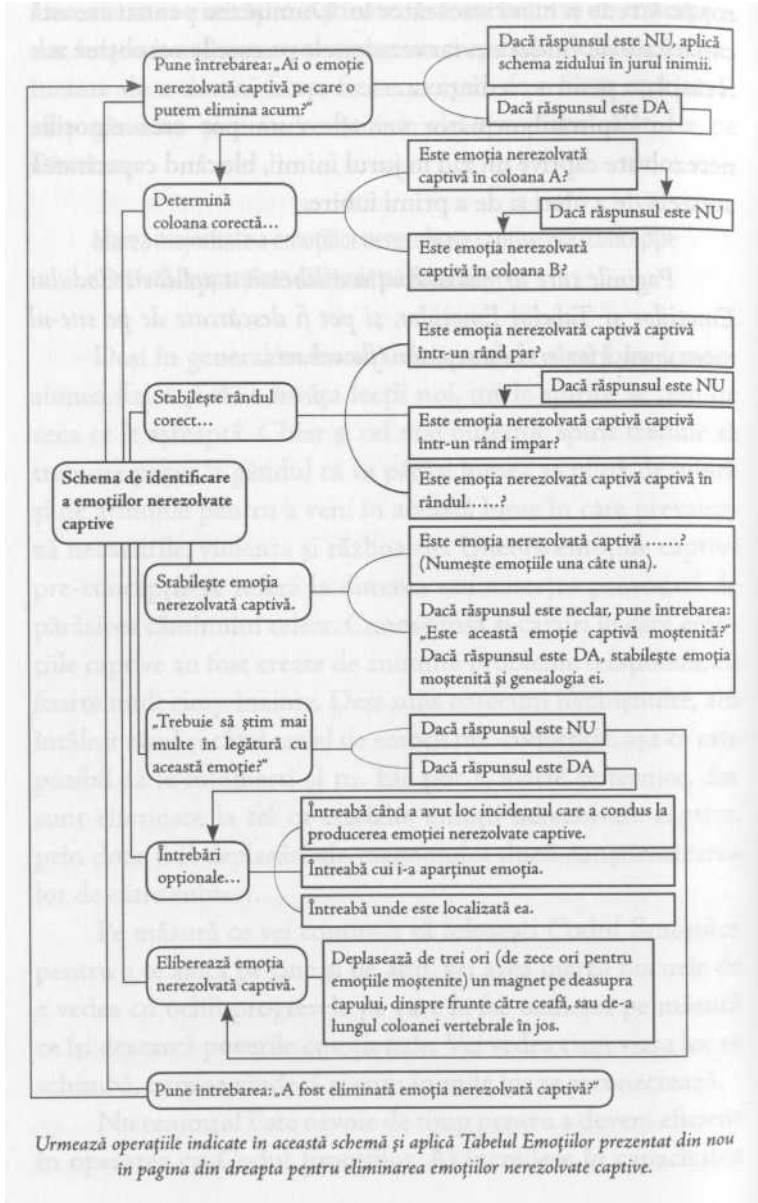 Pune întrebarea: „Ai o emoție
nerezolvată captivă pe care o
putem elimina acum?”
Dacă răspunsul este NU, aplică
schema zidului în jurul inimii.
Dacă răspunsul este DA
Determină
coloana corectă...
Este emoția nerezolvată
captivă în coloana A?
Dacă răspunsul este NU
Este emoția nerezolvată
captivă în coloana B?
Stabilește rândul
corect...
Este emoția nerezolvată captivă captivă
într-un rând par?
Dacă răspunsul este NU
Este emoția nerezolvată captivă captivă
într-un rând inpar?
Este emoția nerezolvată captivă captivă în
rândul......?
Schema de identificare
a emoțiilor nerezolvate
captive
Stabilește emoția
nerezolvată captivă.
Este emoția nerezolvată captivă ......?
(Numește emoțiile una câte una).
Dacă răspunsul este neclar, pune întrebarea:
„Este această emoție captivă moștenită?”
Dacă răspunsul este DA, stabilește emoția
moștenită și genealogia ei.
„Trebuie să știm mai
multe în legătură cu
această emoție?”
Dacă răspunsul este NU
Dacă răspunsul este DA
Întrebări
opționale...
Întreabă când a avut loc incidentul care a condus la
producerea emoției nerezolvate captive.
Întreabă cui i-a aparținut emoția.
Întreabă unde este localizată ea.
Eliberează emoția
nerezolvată captivă.
Deplasează de trei ori (de zece ori pentru
emoțiile moștenite) un magnet pe deasupra
capului, dinspre frunte către ceafă, sau de-a
lungul coloanei vertebrale în jos.
Pune întrebarea: „A fost eliminată emoția nerezolvată captivă?”
Urmează operațiile indicate în această schemă și aplică Tabelul Emoțiilor prezentat din nou
în pagina din dreapta pentru eliminarea emoțiilor nerezolvate captive.